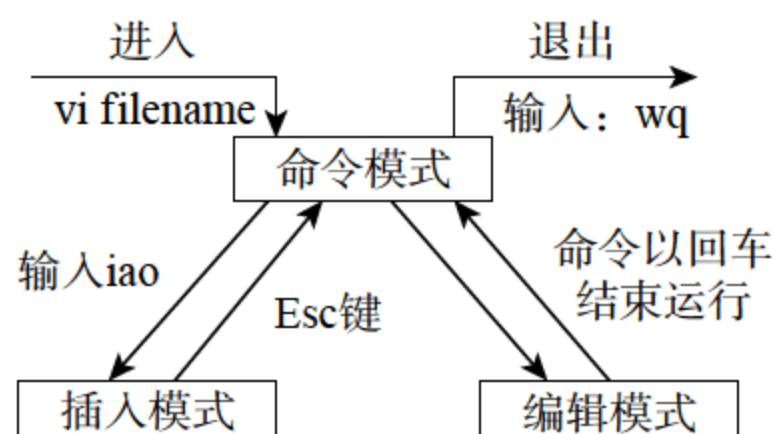 进入
退出
vi filename
输入：wq
命令模式
输入iao
Esc键
命令以回车
结束运行
插入模式
编辑模式